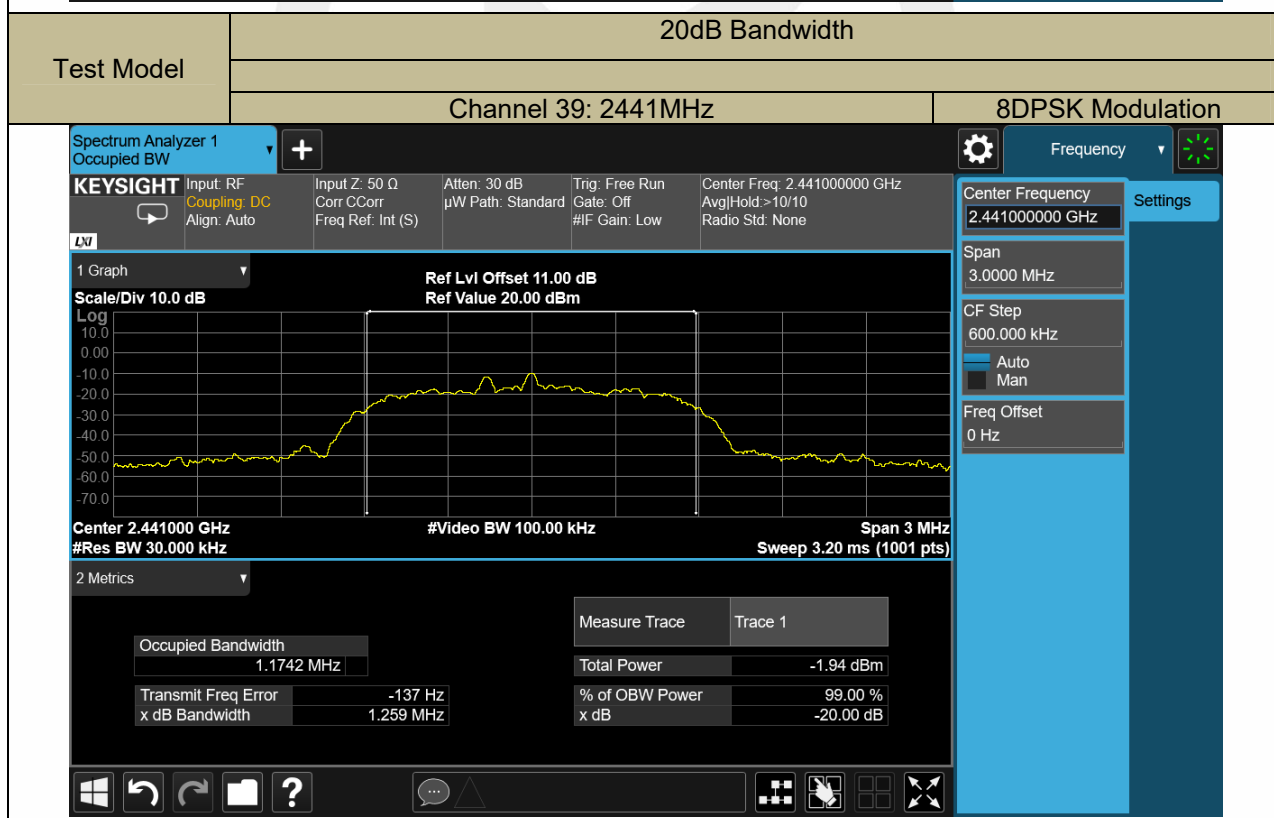 20dB Bandwidth
Test Model
Channel 39: 2441MHz 8DPSK Modulation
Spectrum Analyzer 1
Occupied BW
+
Frequency
KEYSIGHT
LXI
Input: RF
Coupling: DC
Align: Auto
Input Z: 50 Ω
Corr CCorr
Freq Ref: Int (S)
Atten: 30 dB
µW Path: Standard
Trig: Free Run
Gate: Off
#IF Gain: Low
Center Freq: 2.441000000 GHz
Avg|Hold:>10/10
Radio Std: None
Center Frequency
2.441000000 GHz
Settings
Span
3.0000 MHz
CF Step
600.000 kHz
Auto
Man
Freq Offset
0 Hz
1 Graph
Scale/Div 10.0 dB
Ref Lvl Offset 11.00 dB
Ref Value 20.00 dBm
Log
10.0
0.00
-10.0
-20.0
-30.0
-40.0
-50.0
-60.0
-70.0
Center 2.441000 GHz #Video BW 100.00 kHz Span 3 MHz
#Res BW 30.000 kHz Sweep 3.20 ms (1001 pts)
2 Metrics
Measure Trace Trace 1
Occupied Bandwidth
1.1742 MHz
Total Power -1.94 dBm
Transmit Freq Error -137 Hz
% of OBW Power 99.00 %
x dB Bandwidth 1.259 MHz
x dB -20.00 dB
?